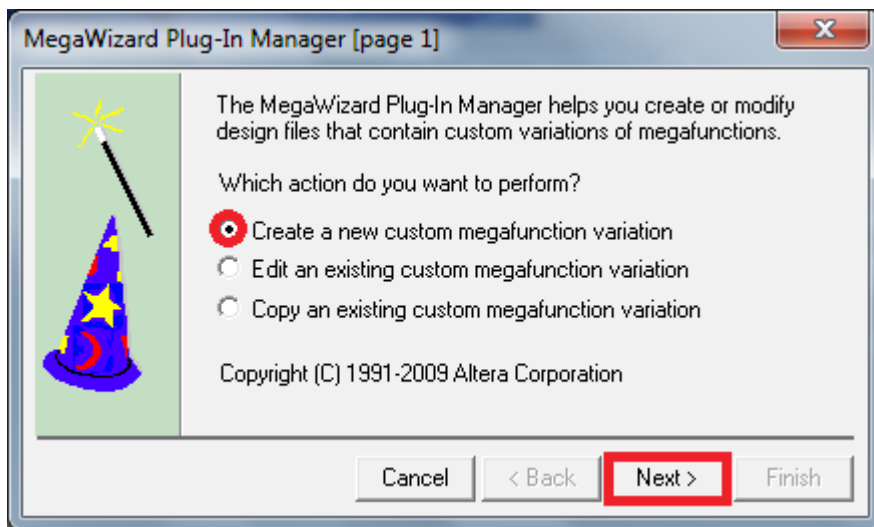 MegaWizard Plug-In Manager [page 1]
The MegaWizard Plug-In Manager helps you create or modify
design files that contain custom variations of megafunctions.
Which action do you want to perform?
Create a new custom megafunction variation
Edit an existing custom megafunction variation
Copy an existing custom megafunction variation
Copyright (C) 1991-2009 Altera Corporation
Cancel < Back Next > Finish